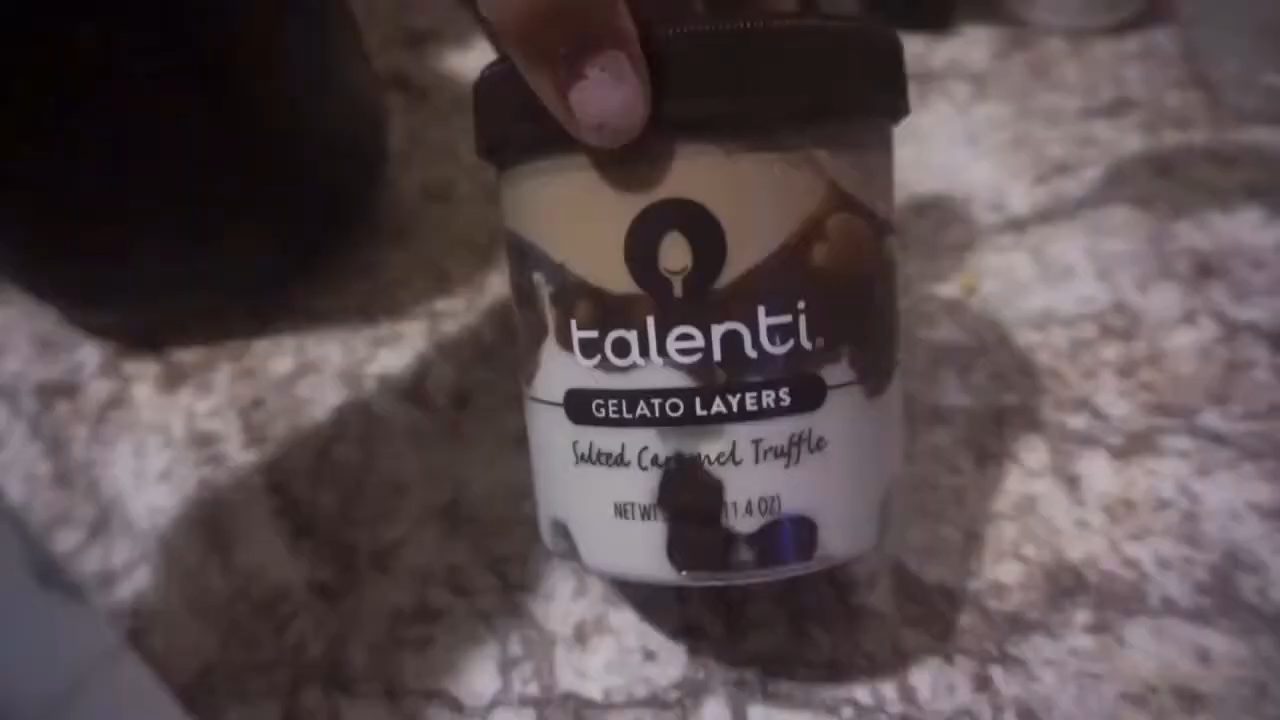 talenti
GELATO LAYERS
Salted Caramel Truffle
NET WT 11.4 OZ)